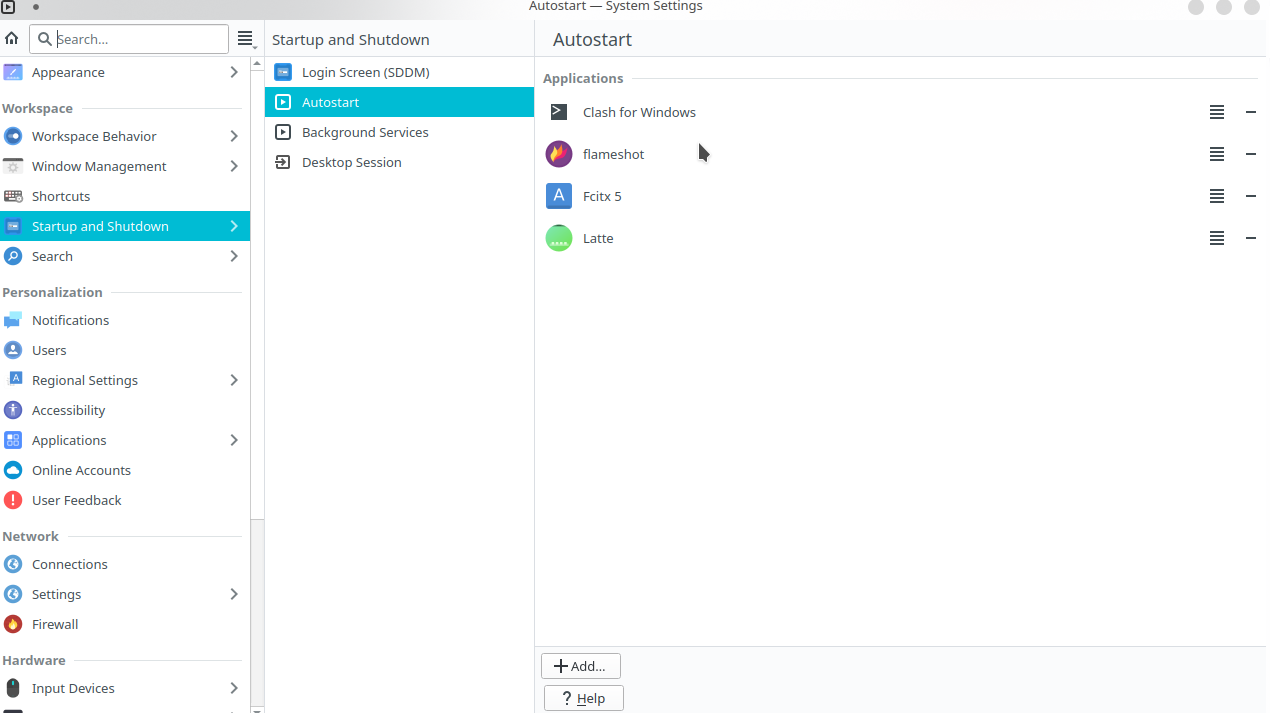 Autostart — System Settings
Search...
Appearance
Workspace
Workspace Behavior
Window Management
Shortcuts
Startup and Shutdown
Search
Personalization
Notifications
Users
Regional Settings
Accessibility
Applications
Online Accounts
User Feedback
Network
Connections
Settings
Firewall
Hardware
Input Devices
Startup and Shutdown
Login Screen (SDDM)
Autostart
Background Services
Desktop Session
Autostart
Applications
Clash for Windows
flameshot
Fcitx 5
Latte
Add...
Help